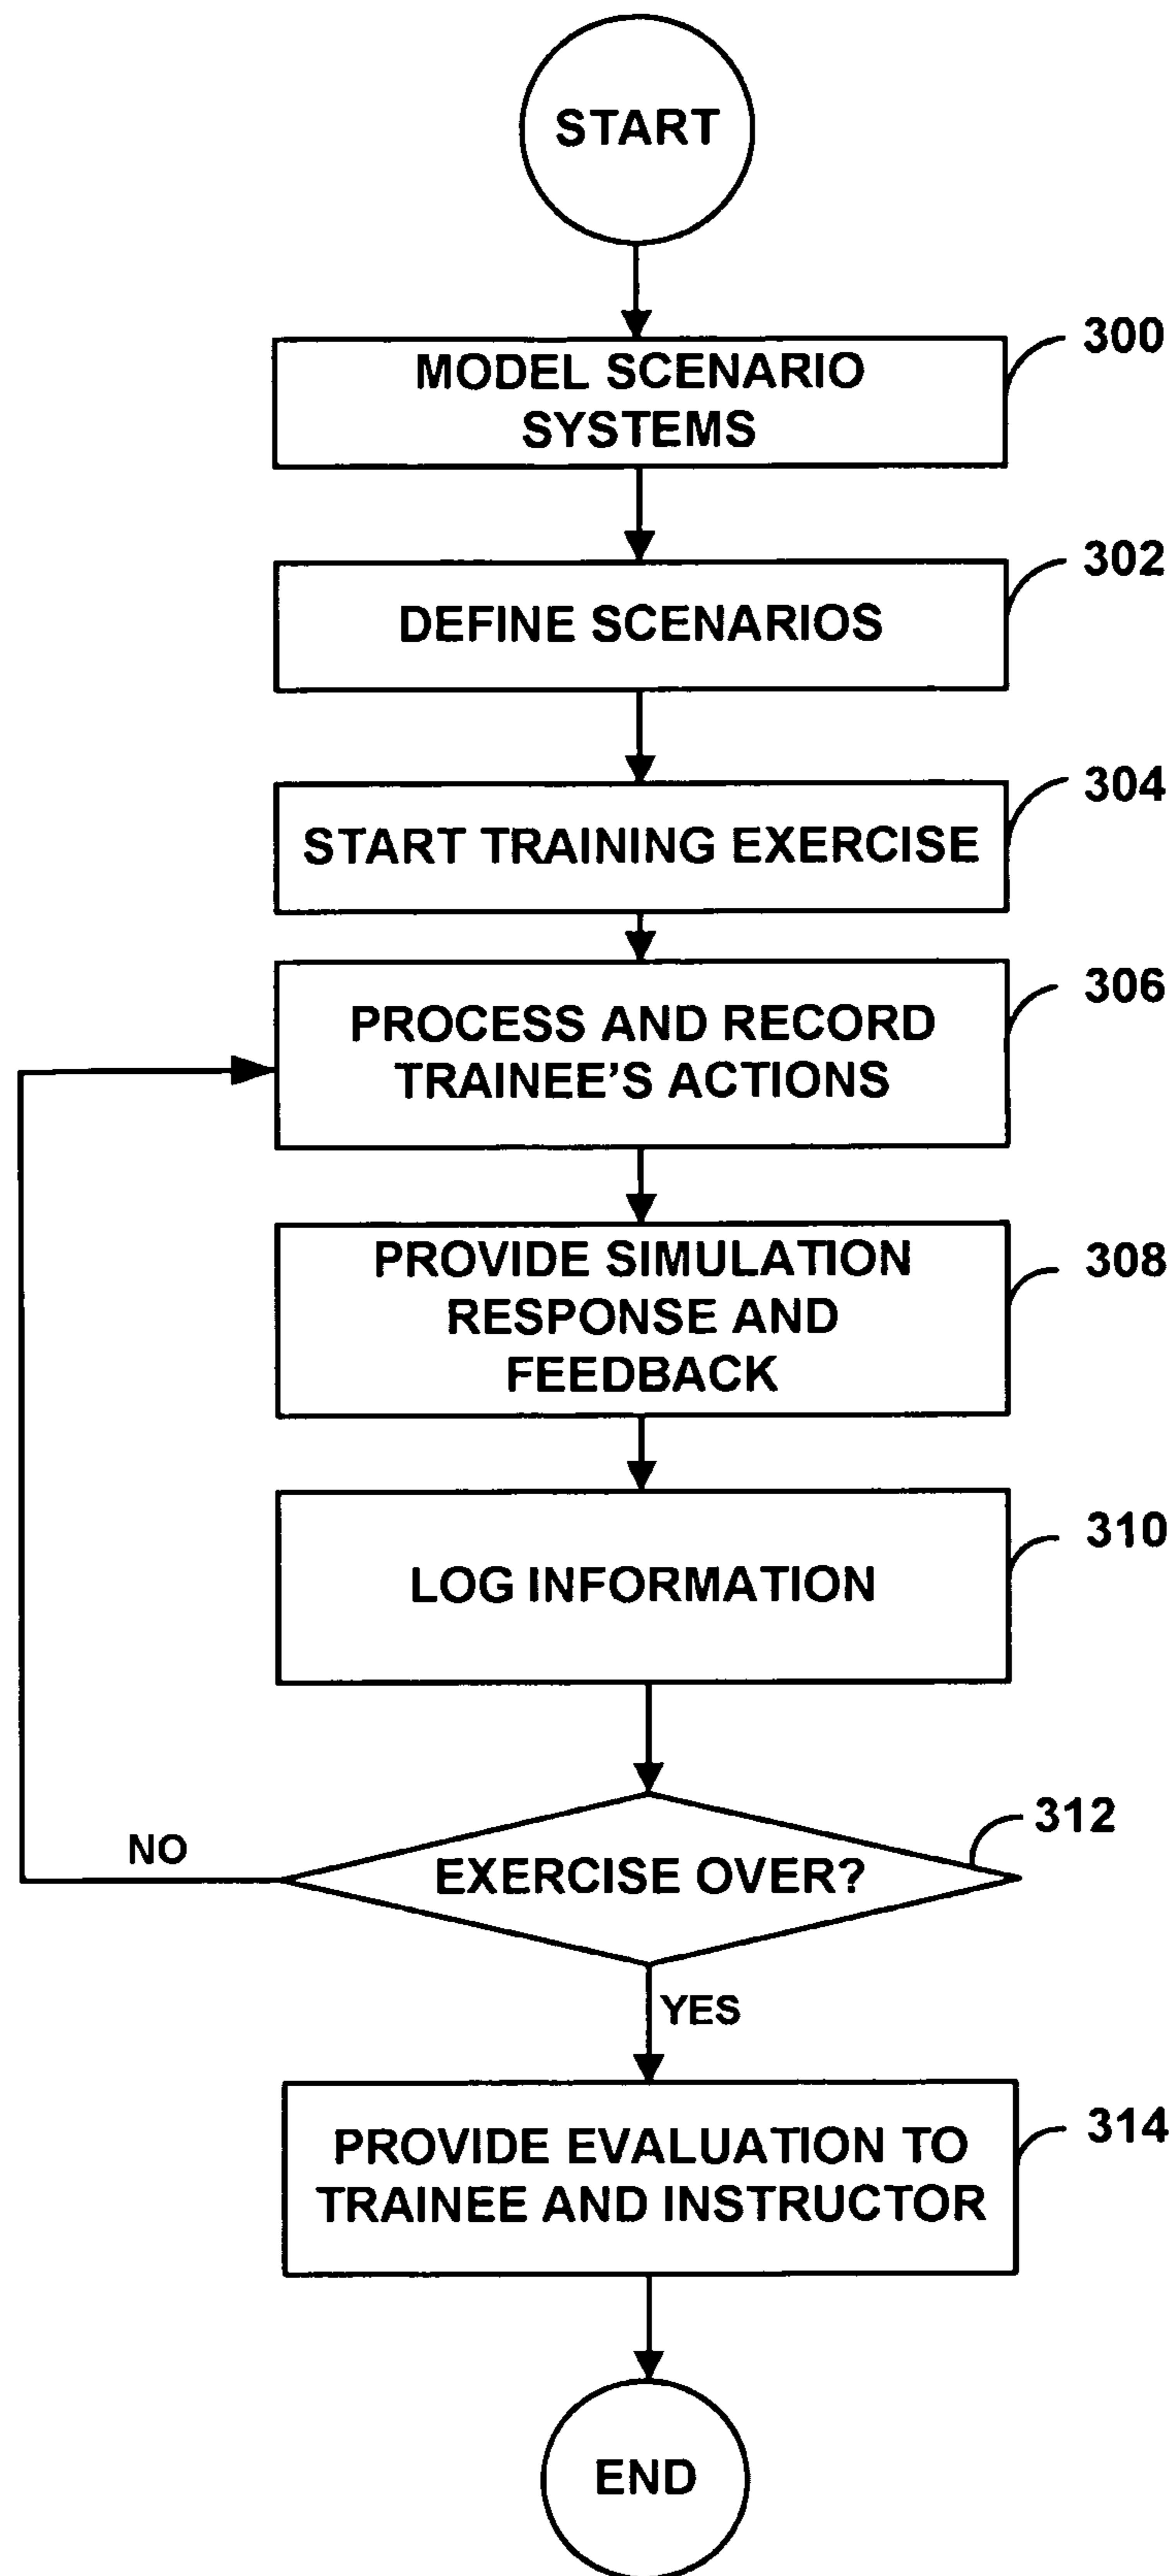 START
300
MODEL SCENARIO
SYSTEMS
302
DEFINE SCENARIOS
304
START TRAINING EXERCISE
306
PROCESS AND RECORD
TRAINEE'S ACTIONS
308
PROVIDE SIMULATION
RESPONSE AND
FEEDBACK
310
LOG INFORMATION
312
NO
EXERCISE OVER?
YES
314
PROVIDE EVALUATION TO
TRAINEE AND INSTRUCTOR
END